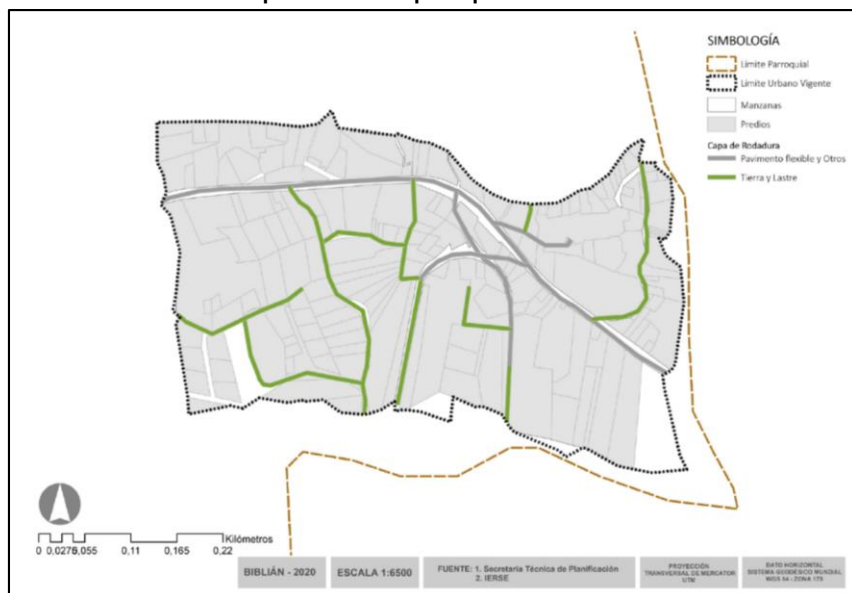 SIMBOLOGÍA
Límite Parroquial
Límite Urbano Vigente
Manzanas
Predios
Capa de Rodadura
Pavimento flexible y Otros
Tierra y Lastre
Kilómetros
0 0,0275 0,055 0,11 0,165 0,22
BIBLIÁN - 2020
ESCALA 1:6500
FUENTE: 1. Secretaría Técnica de Planificación
2. IERSE
PROYECCIÓN
TRANSVERSAL DE MERCATOR
UTM
DATO HORIZONTAL
SISTEMA GEODÉSICO MUNDIAL
WGS 84 - ZONA 17S